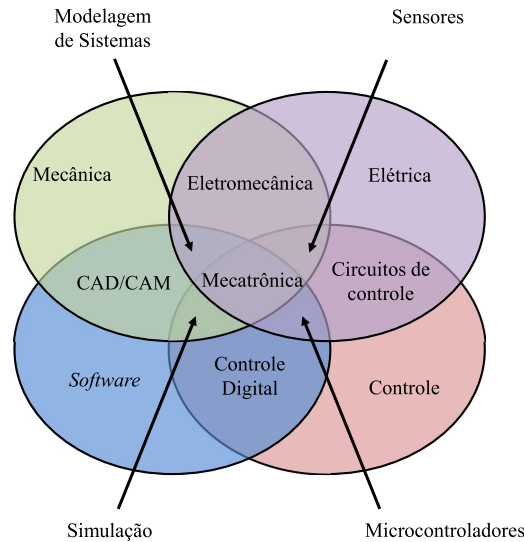 Modelagem
de Sistemas
Sensores
Mecânica
Eletromecânica
Elétrica
CAD/CAM
Mecatrônica
Circuitos de
controle
Software
Controle
Digital
Controle
Simulação
Microcontroladores